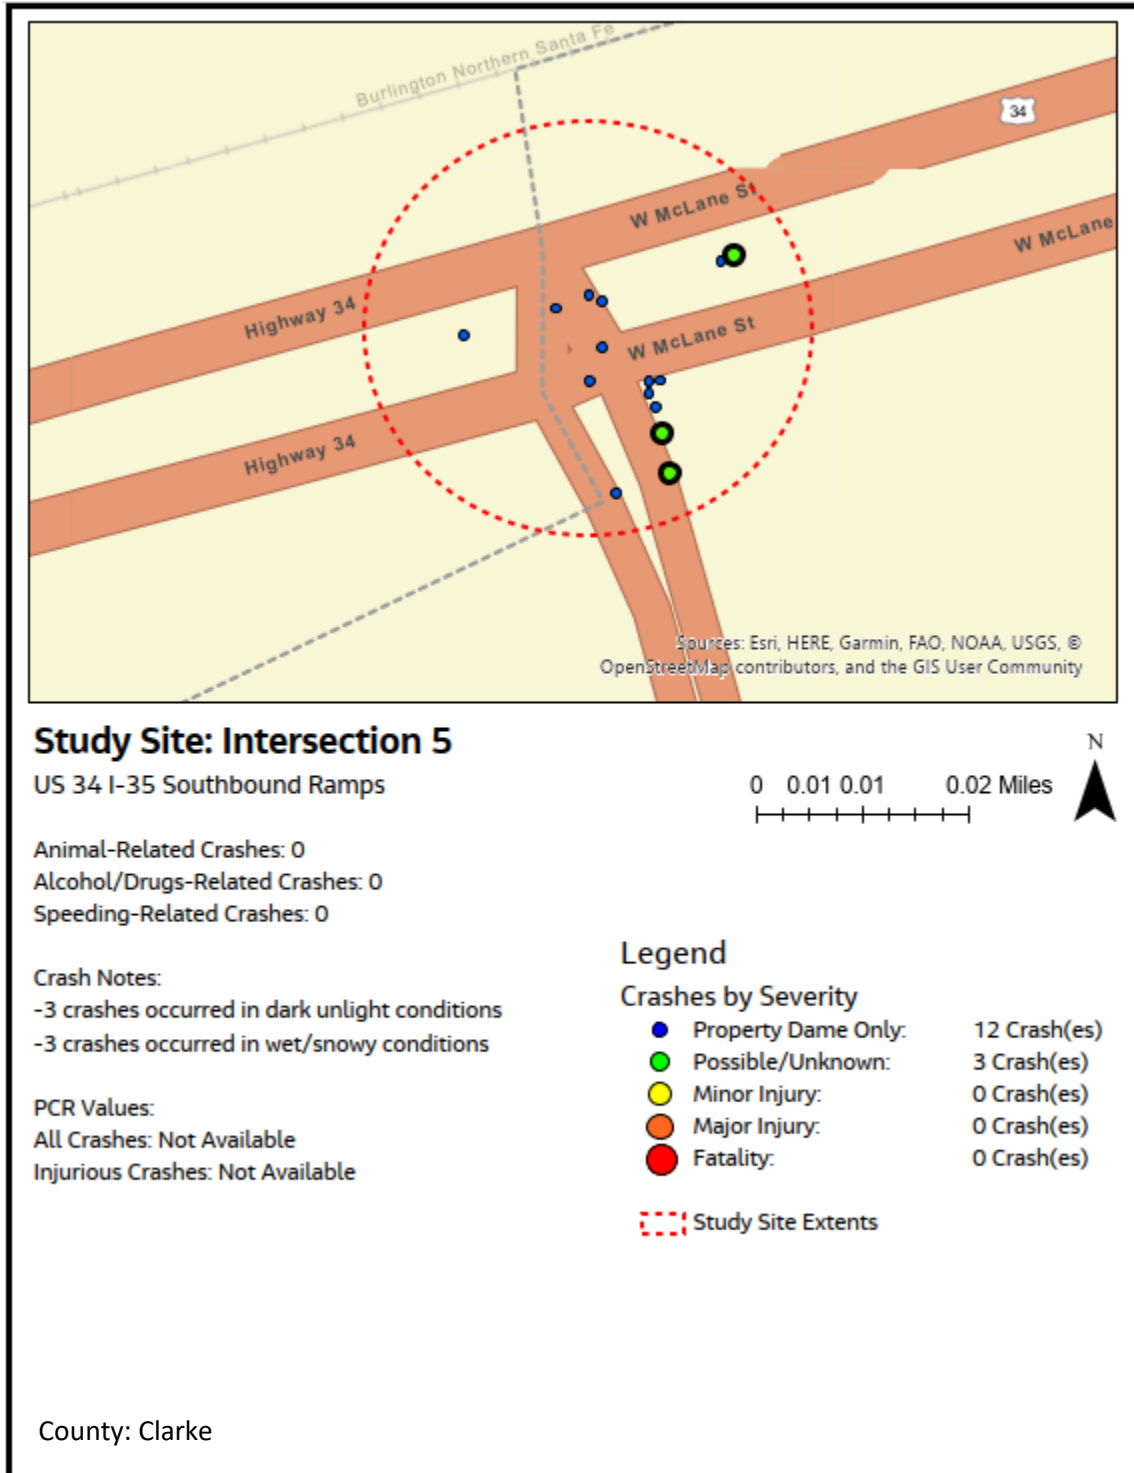 Burlington Northern Santa Fe
34
W McLane St
W McLane
Highway 34
W McLane St
Highway 34
Sources: Esri, HERE, Garmin, FAO, NOAA, USGS, ©
OpenStreetMap contributors, and the GIS User Community
Study Site: Intersection 5
US 34 I-35 Southbound Ramps
N
0 0.01 0.01 0.02 Miles
Animal-Related Crashes: 0
Alcohol/Drugs-Related Crashes: 0
Speeding-Related Crashes: 0
Crash Notes:
-3 crashes occurred in dark unlight conditions
-3 crashes occurred in wet/snowy conditions
PCR Values:
All Crashes: Not Available
Injurious Crashes: Not Available
Legend
Crashes by Severity
Property Dame Only: 12 Crash(es)
Possible/Unknown: 3 Crash(es)
Minor Injury: 0 Crash(es)
Major Injury: 0 Crash(es)
Fatality: 0 Crash(es)
Study Site Extents
County: Clarke